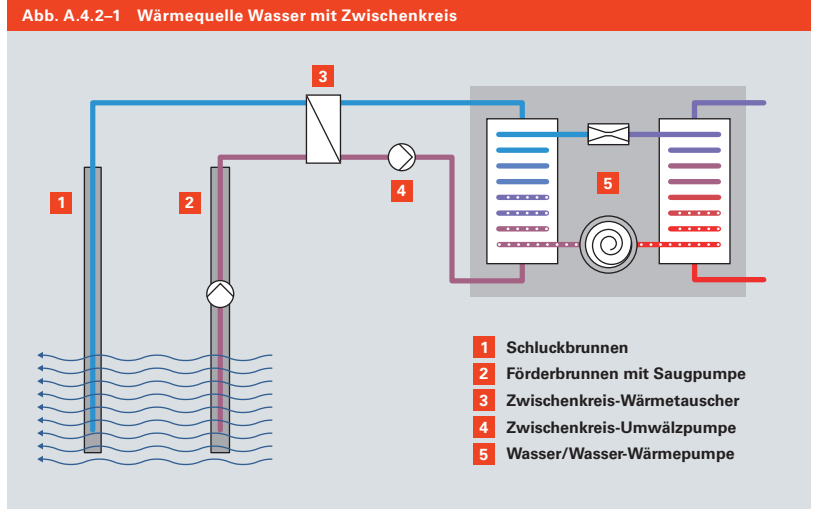 Abb. A.4.2–1 Wärmequelle Wasser mit Zwischenkreis
3
1
2
4
5
1 Schluckbrunnen
2 Förderbrunnen mit Saugpumpe
3 Zwischenkreis-Wärmetauscher
4 Zwischenkreis-Umwälzpumpe
5 Wasser/Wasser-Wärmepumpe